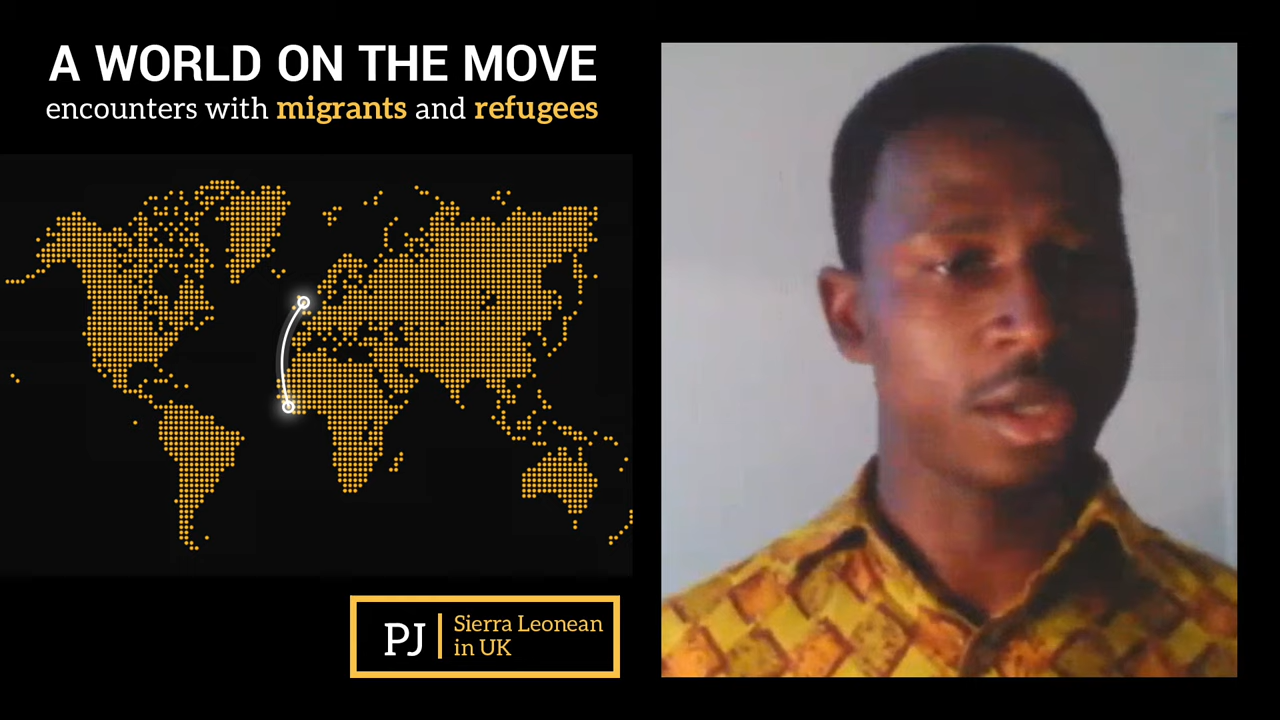 A WORLD ON THE MOVE
encounters with migrants and refugees
PJ
Sierra Leonean
in UK